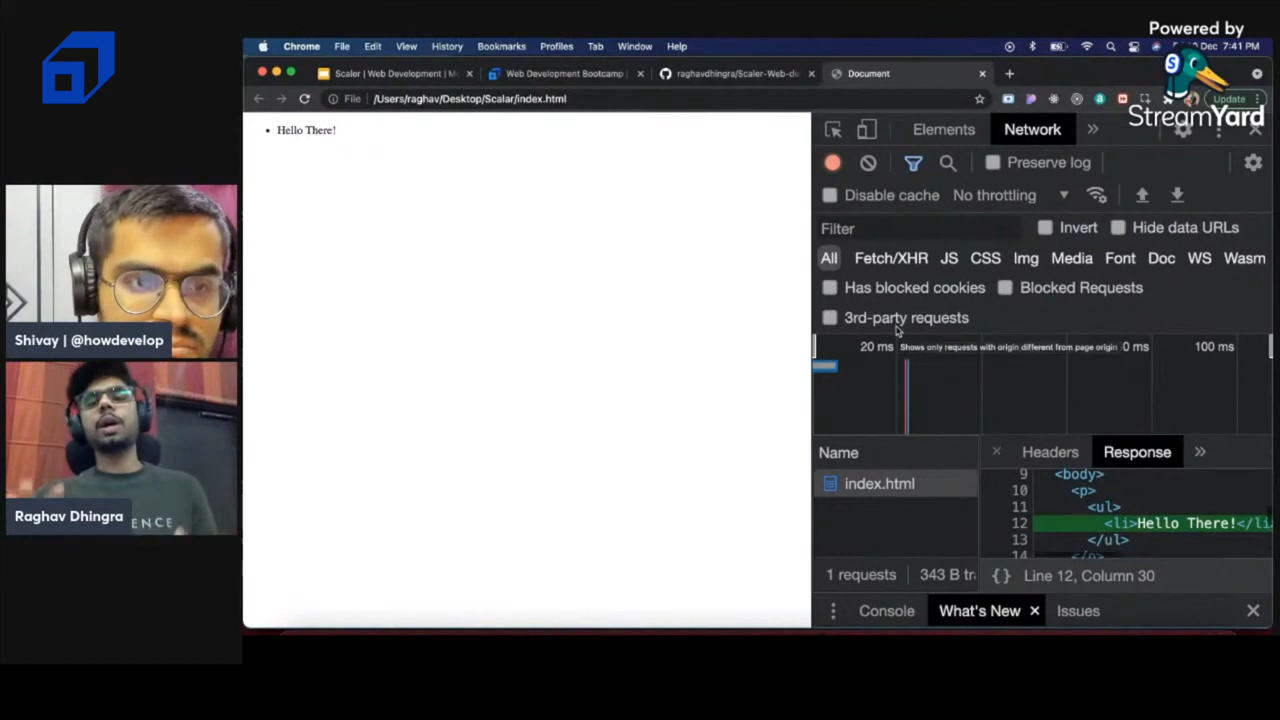 Powered by
StreamYard
Chrome File Edit View History Bookmarks Profiles Tab Window Help
Dec 7:41 PM
Scaler | Web Development | M
Web Development Bootcamp |
raghavdhingra/Scaler-Web-de
Document
File /Users/raghav/Desktop/Scalar/index.html
Update
• Hello There!
Elements Network
Preserve log
Disable cache No throttling
Filter Invert Hide data URLs
All Fetch/XHR JS CSS Img Media Font Doc WS Wasm
Has blocked cookies Blocked Requests
3rd-party requests
20 ms Shows only requests with origin different from page origin 0 ms 100 ms
Name Headers Response
index.html
9 <body>
10 <p>
11 <ul>
12 <li>Hello There!</li
13 </ul>
14 </p>
1 requests 343 B tr {} Line 12, Column 30
Console What's New Issues
Shivay | @howdevelop
ENCE
Raghav Dhingra